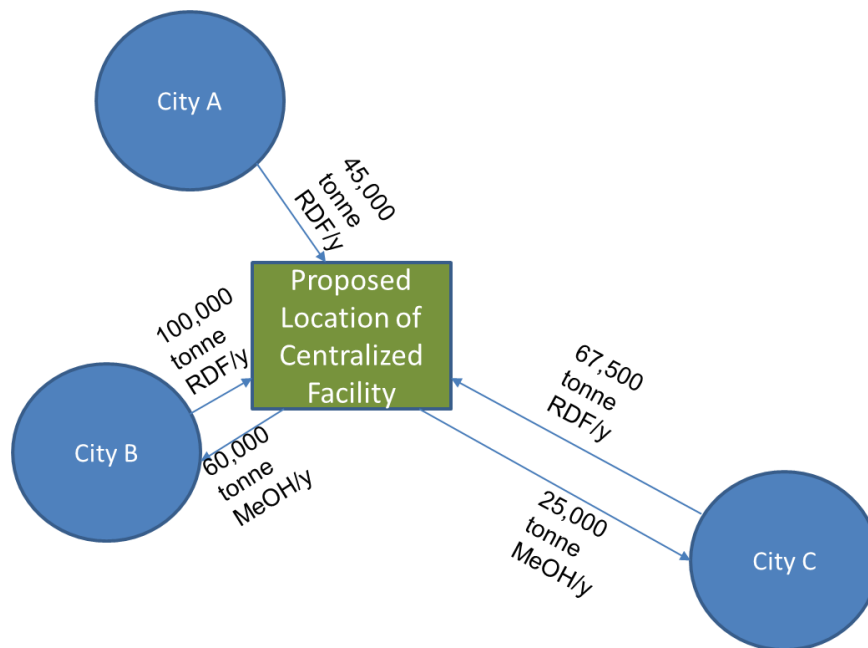 City A
45,000
tonne
RDF/y
Proposed
Location of
Centralized
Facility
100,000
tonne
RDF/y
67,500
tonne
RDF/y
City B
60,000
tonne
MeOH/y
25,000
tonne
MeOH/y
City C